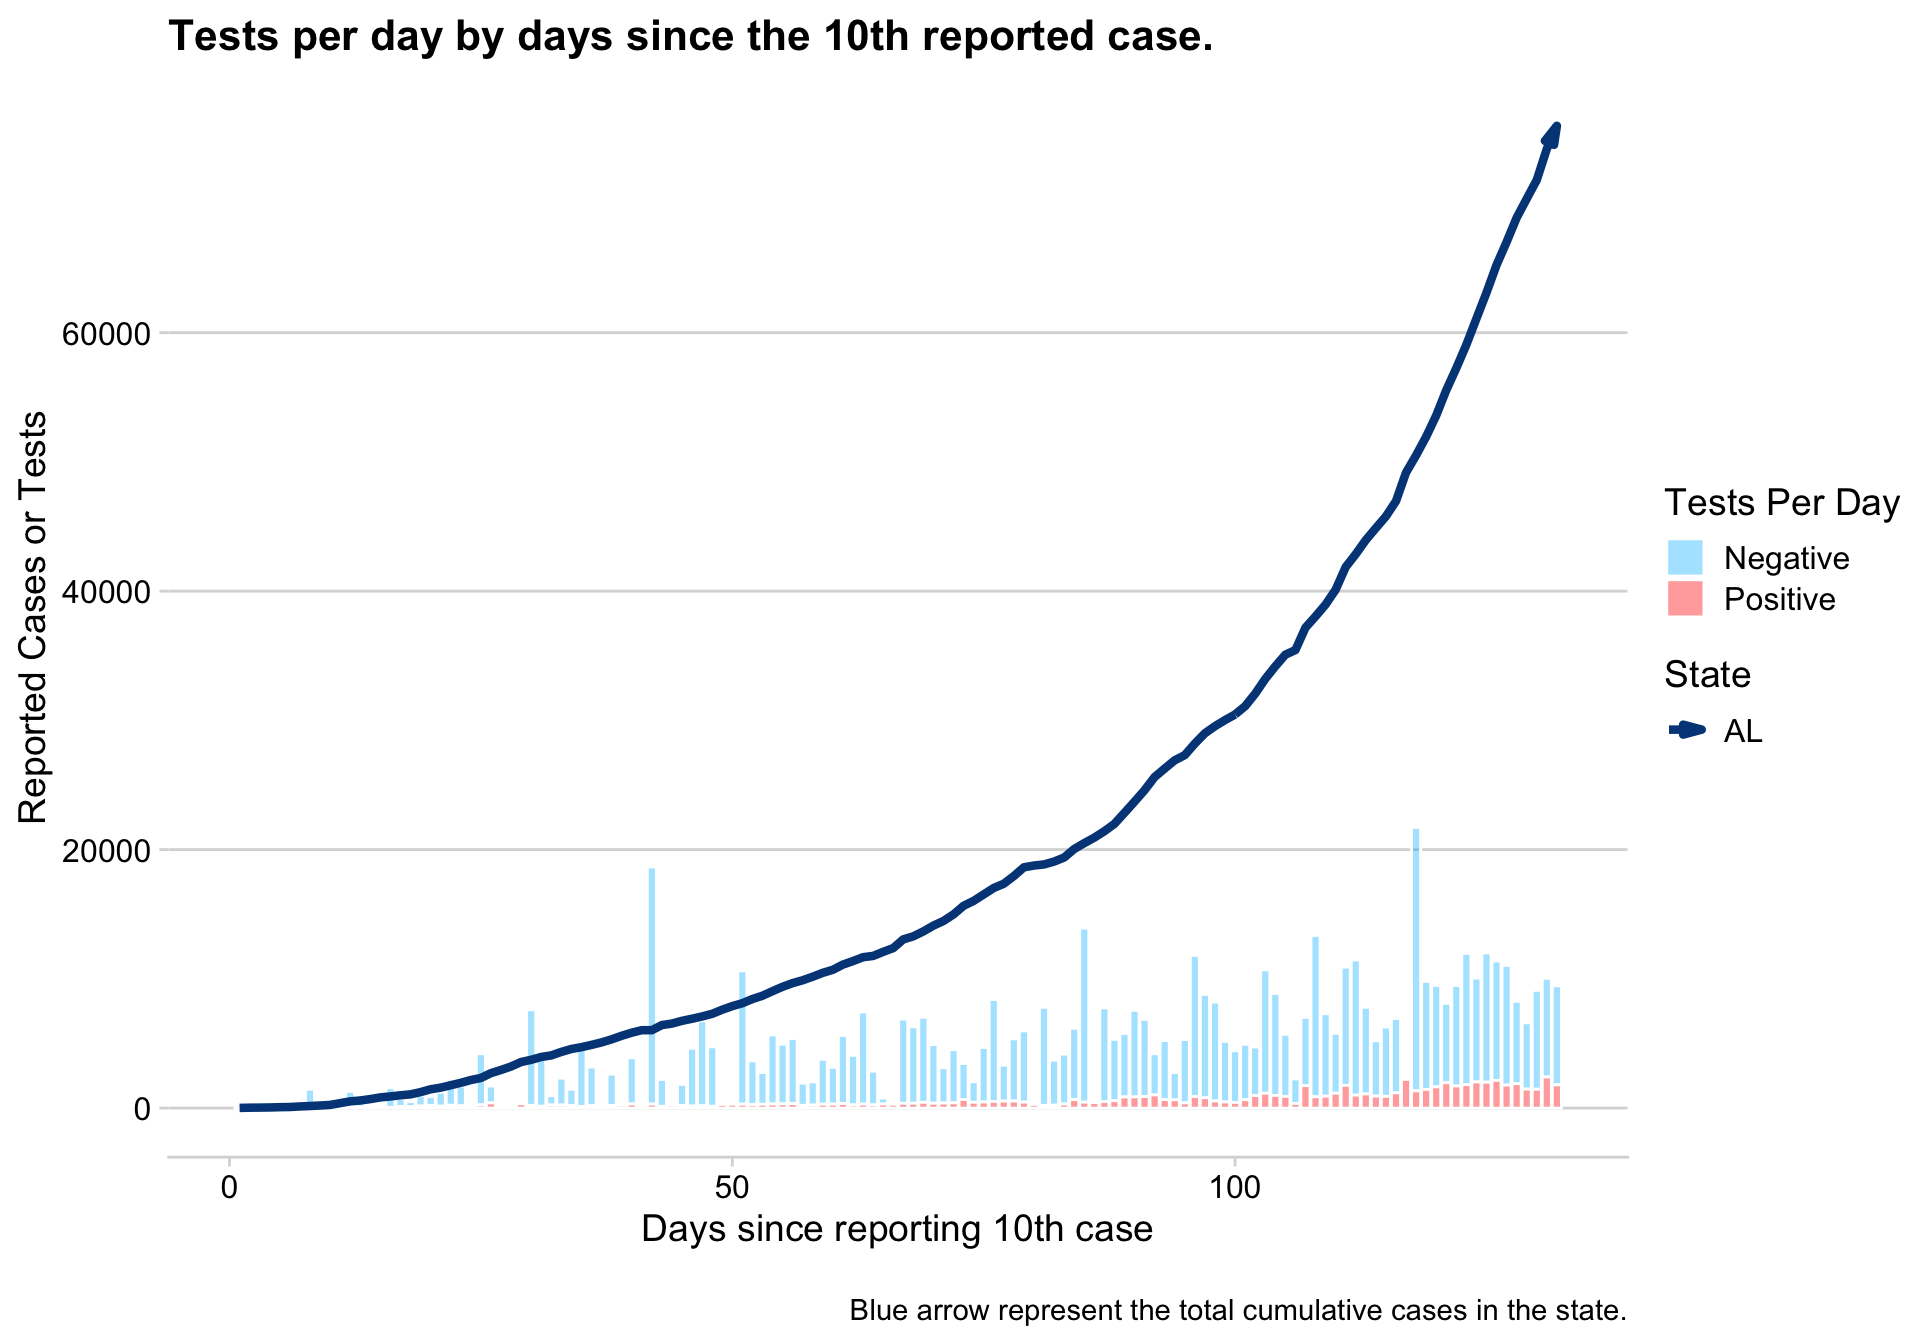 Tests per day by days since the 10th reported case.
Reported Cases or Tests
60000
40000
20000
0
0 50 100
Days since reporting 10th case
Tests Per Day
Negative
Positive
State
AL
Blue arrow represent the total cumulative cases in the state.